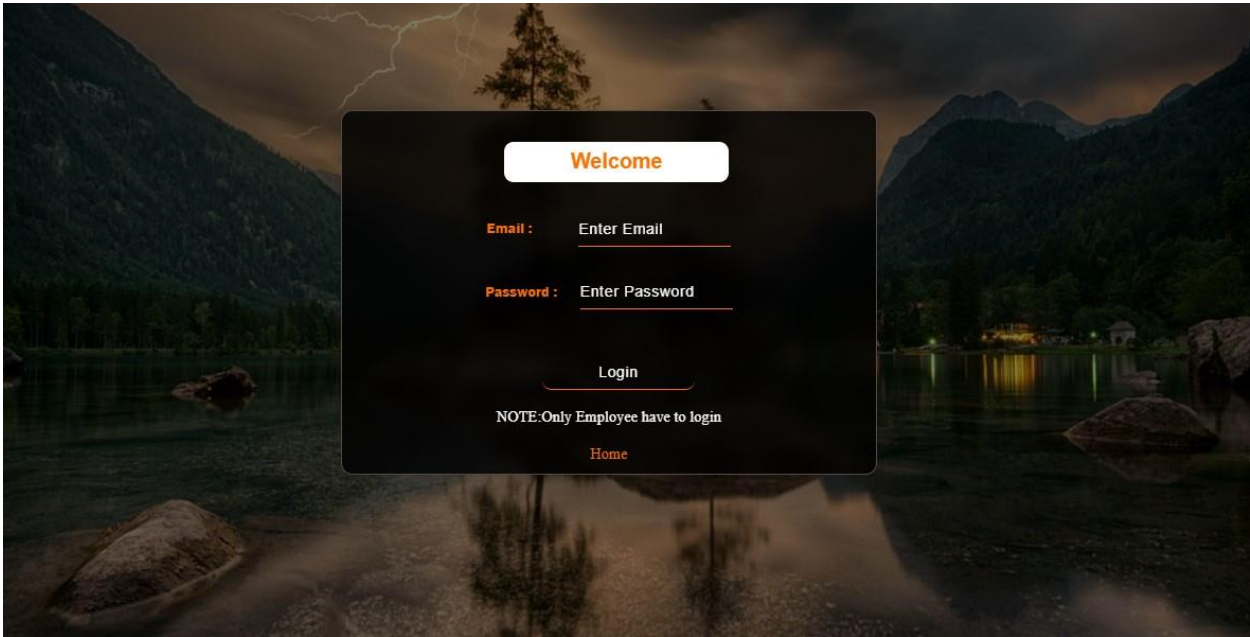 Welcome
Email : Enter Email
Password : Enter Password
Login
NOTE:Only Employee have to login
Home